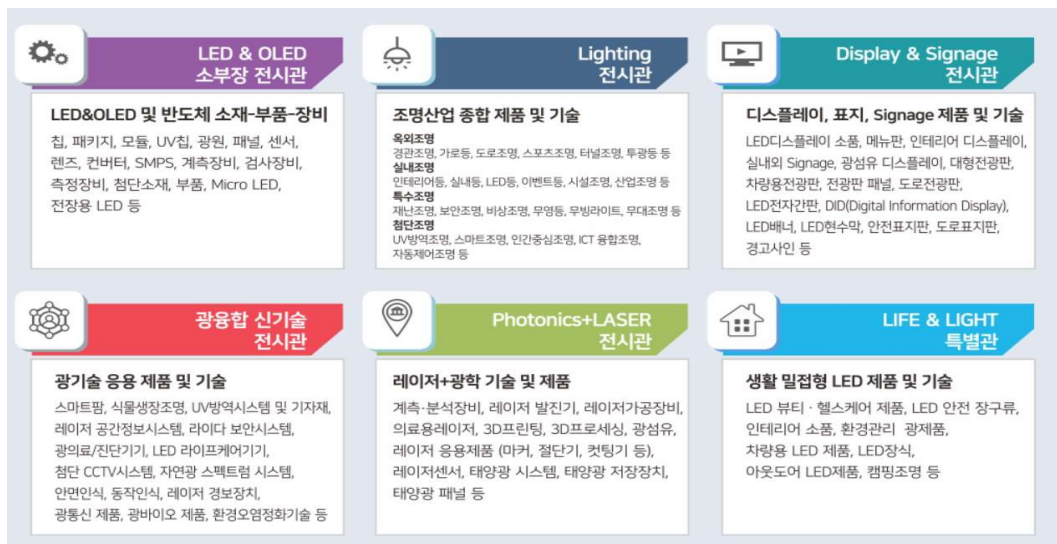 LED & OLED
소부장 전시관
LED&OLED 및 반도체 소재-부품-장비
칩, 패키지, 모듈, UV칩, 광원, 패널, 센서,
렌즈, 컨버터, SMPS, 계측장비, 검사장비,
측정장비, 첨단소재, 부품, Micro LED,
전장용 LED 등
Lighting
전시관
조명산업 종합 제품 및 기술
옥외조명
경관조명, 가로등, 도로조명, 스포츠조명, 터널조명, 투광등 등
실내조명
인테리어등, 실내등, LED등, 이벤트등, 시설조명, 산업조명 등
특수조명
재난조명, 보안조명, 비상조명, 무영등, 무빙라이트, 무대조명 등
첨단조명
UV방역조명, 스마트조명, 인간중심조명, ICT 융합조명,
자동제어조명 등
Display & Signage
전시관
디스플레이, 표지, Signage 제품 및 기술
LED디스플레이 소품, 메뉴판, 인테리어 디스플레이,
실내외 Signage, 광섬유 디스플레이, 대형전광판,
차량용전광판, 전광판 패널, 도로전광판,
LED전자간판, DID(Digital Information Display),
LED배너, LED현수막, 안전표지판, 도로표지판,
경고사인 등
광융합 신기술
전시관
광기술 응용 제품 및 기술
스마트팜, 식물생장조명, UV방역시스템 및 기자재,
레이저 공간정보시스템, 라이다 보안시스템,
광의료/진단기기, LED 라이프케어기기,
첨단 CCTV시스템, 자연광 스펙트럼 시스템,
안면인식, 동작인식, 레이저 경보장치,
광통신 제품, 광바이오 제품, 환경오염정화기술 등
Photonics+LASER
전시관
레이저+광학 기술 및 제품
계측·분석장비, 레이저 발진기, 레이저가공장비,
의료용레이저, 3D프린팅, 3D프로세싱, 광섬유,
레이저 응용제품 (마커, 절단기, 컷팅기 등),
레이저센서, 태양광 시스템, 태양광 저장장치,
태양광 패널 등
LIFE & LIGHT
특별관
생활 밀접형 LED 제품 및 기술
LED 뷰티 · 헬스케어 제품, LED 안전 장구류,
인테리어 소품, 환경관리 광제품,
차량용 LED 제품, LED장식,
아웃도어 LED제품, 캠핑조명 등